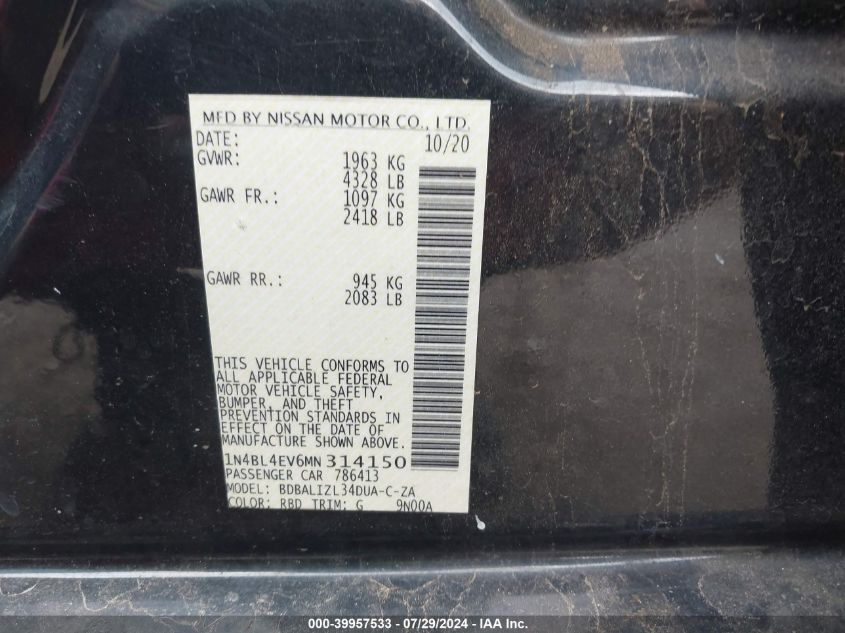 MFD BY NISSAN MOTOR CO., LTD.
DATE: 10/20
GVWR: 1963 KG
4328 LB
GAWR FR.: 1097 KG
2418 LB
GAWR RR.: 945 KG
2083 LB
THIS VEHICLE CONFORMS TO
ALL APPLICABLE FEDERAL
MOTOR VEHICLE SAFETY,
BUMPER, AND THEFT
PREVENTION STANDARDS IN
EFFECT ON THE DATE OF
MANUFACTURE SHOWN ABOVE.
1N4BL4EV6MN314150
PASSENGER CAR 786413
MODEL: BDBALIZL34DUA-C-ZA
COLOR: RBD TRIM: G 9N00A
000-39957533 - 07/29/2024 - IAA Inc.